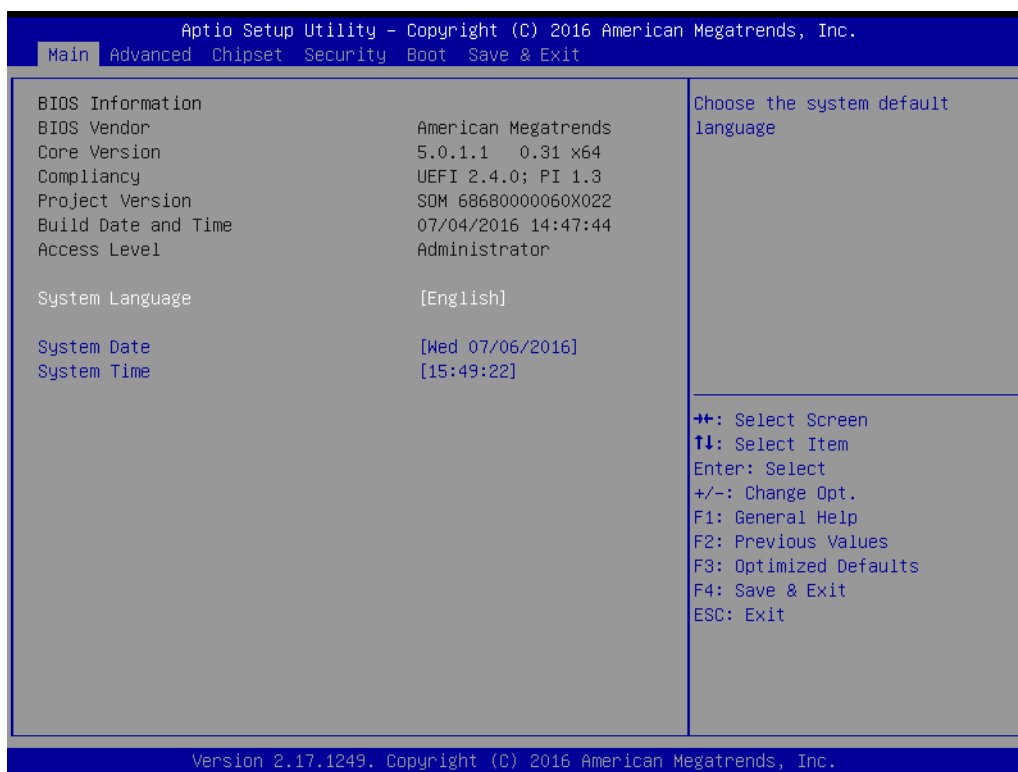 Aptio Setup Utility – Copyright (C) 2016 American Megatrends, Inc.
Main Advanced Chipset Security Boot Save & Exit
BIOS Information
BIOS Vendor American Megatrends
Core Version 5.0.1.1 0.31 x64
Compliancy UEFI 2.4.0; PI 1.3
Project Version SOM 68680000060X022
Build Date and Time 07/04/2016 14:47:44
Access Level Administrator
System Language [English]
System Date [Wed 07/06/2016]
System Time [15:49:22]
Choose the system default
language
→←: Select Screen
↑↓: Select Item
Enter: Select
+/-: Change Opt.
F1: General Help
F2: Previous Values
F3: Optimized Defaults
F4: Save & Exit
ESC: Exit
Version 2.17.1249. Copyright (C) 2016 American Megatrends, Inc.